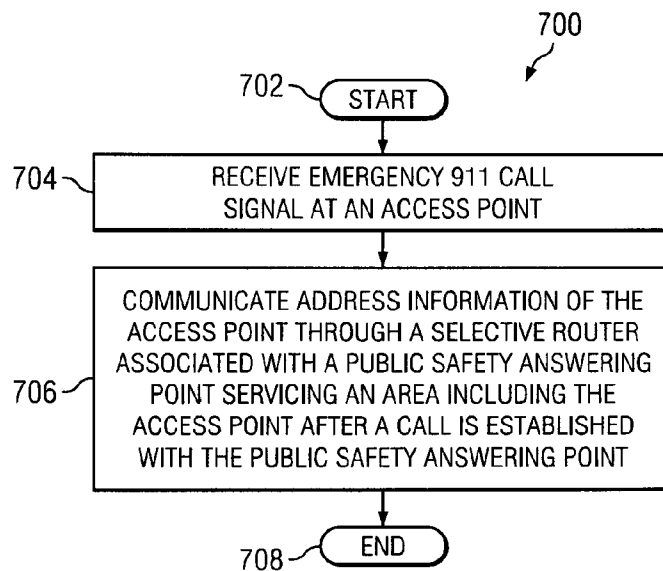 700
702
START
704
RECEIVE EMERGENCY 911 CALL
SIGNAL AT AN ACCESS POINT
706
COMMUNICATE ADDRESS INFORMATION OF THE
ACCESS POINT THROUGH A SELECTIVE ROUTER
ASSOCIATED WITH A PUBLIC SAFETY ANSWERING
POINT SERVICING AN AREA INCLUDING THE
ACCESS POINT AFTER A CALL IS ESTABLISHED
WITH THE PUBLIC SAFETY ANSWERING POINT
708
END